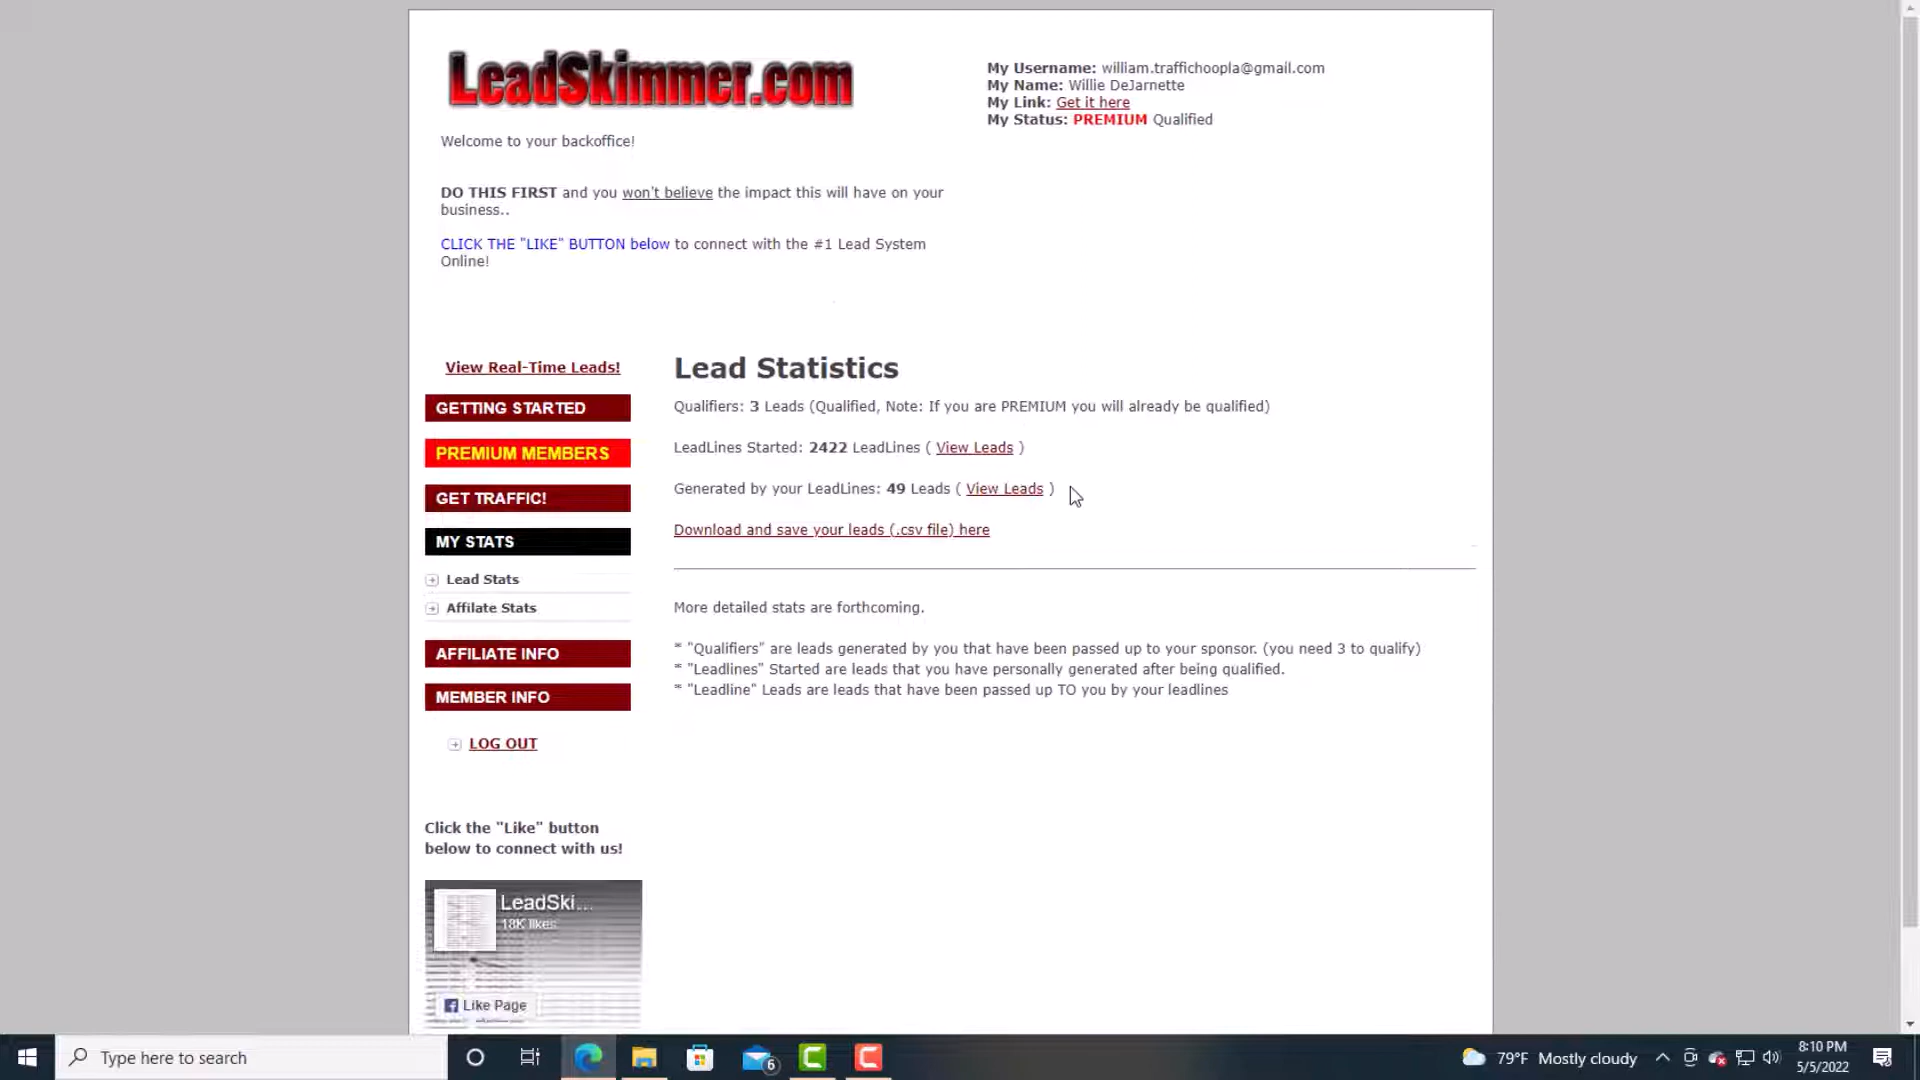 LeadSkimmer.com
My Username: william.traffichoopla@gmail.com
My Name: Willie DeJarnette
My Link: Get it here
My Status: PREMIUM Qualified
Welcome to your backoffice!
DO THIS FIRST and you won't believe the impact this will have on your
business..
CLICK THE "LIKE" BUTTON below to connect with the #1 Lead System
Online!
View Real-Time Leads!
GETTING STARTED
PREMIUM MEMBERS
GET TRAFFIC!
MY STATS
Lead Stats
Affilate Stats
AFFILIATE INFO
MEMBER INFO
LOG OUT
Click the "Like" button
below to connect with us!
LeadSki...
18K likes
Like Page
Lead Statistics
Qualifiers: 3 Leads (Qualified, Note: If you are PREMIUM you will already be qualified)
LeadLines Started: 2422 LeadLines ( View Leads )
Generated by your LeadLines: 49 Leads ( View Leads )
Download and save your leads (.csv file) here
More detailed stats are forthcoming.
* "Qualifiers" are leads generated by you that have been passed up to your sponsor. (you need 3 to qualify)
* "Leadlines" Started are leads that you have personally generated after being qualified.
* "Leadline" Leads are leads that have been passed up TO you by your leadlines
Type here to search
6
79°F Mostly cloudy
8:10 PM
5/5/2022